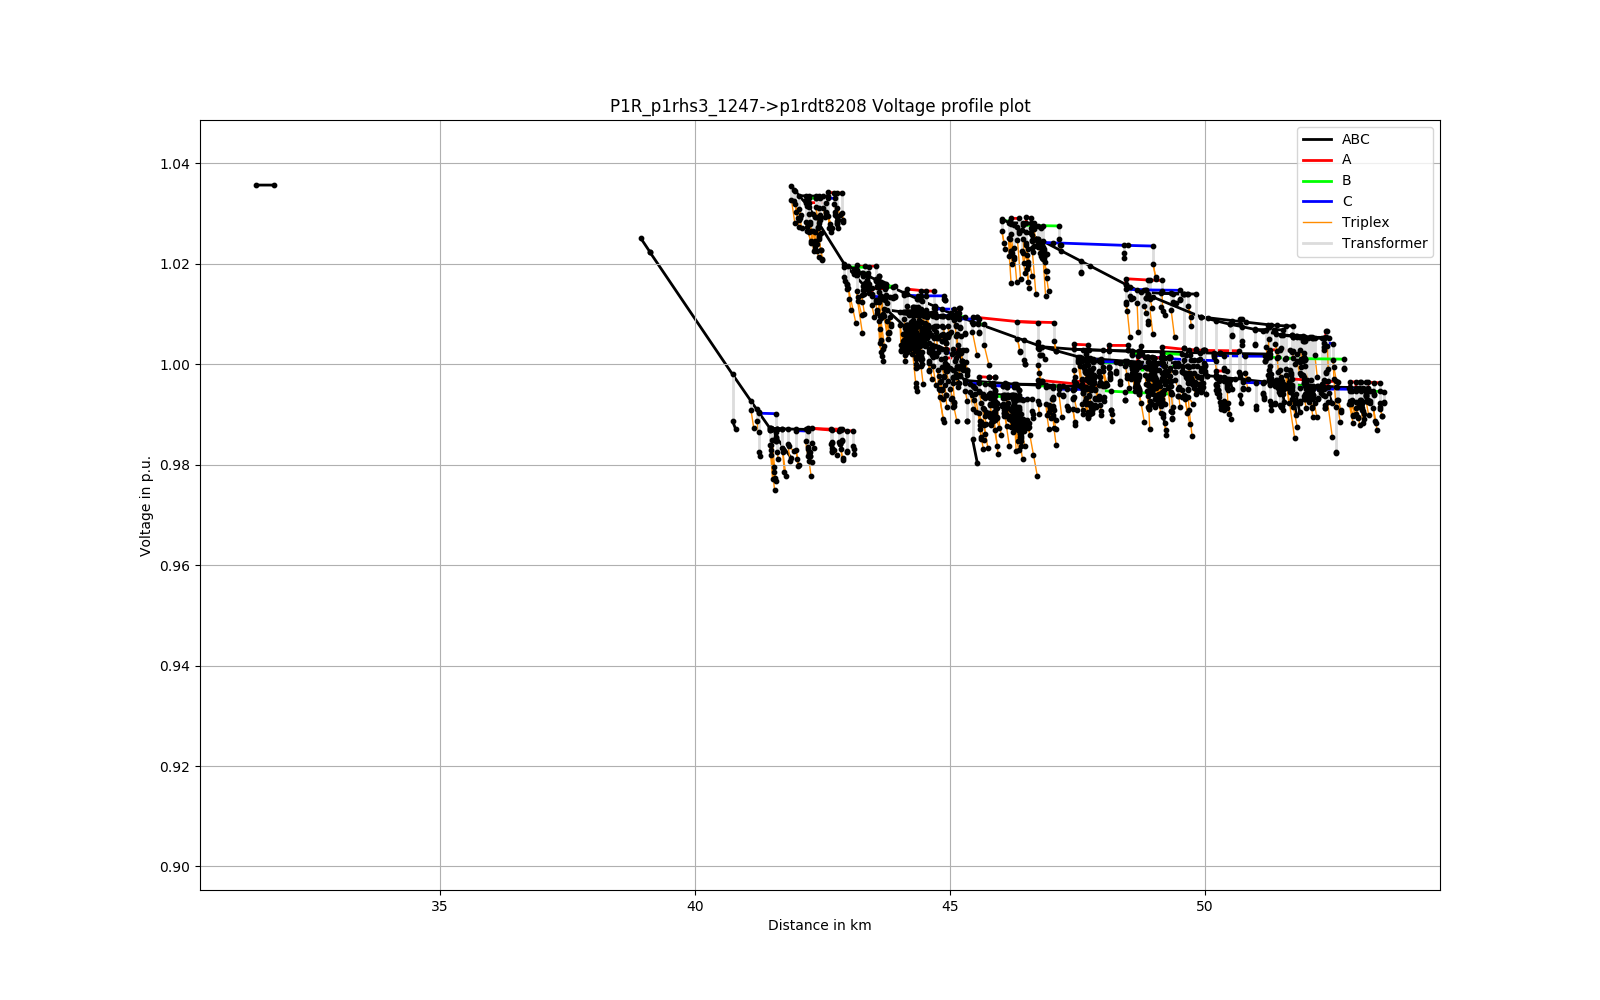 P1R_p1rhs3_1247->p1rdt8208 Voltage profile plot
ABC
A
B
C
Triplex
Transformer
1.04
1.02
1.00
0.98
0.96
0.94
0.92
0.90
Voltage in p.u.
35
40
45
50
Distance in km